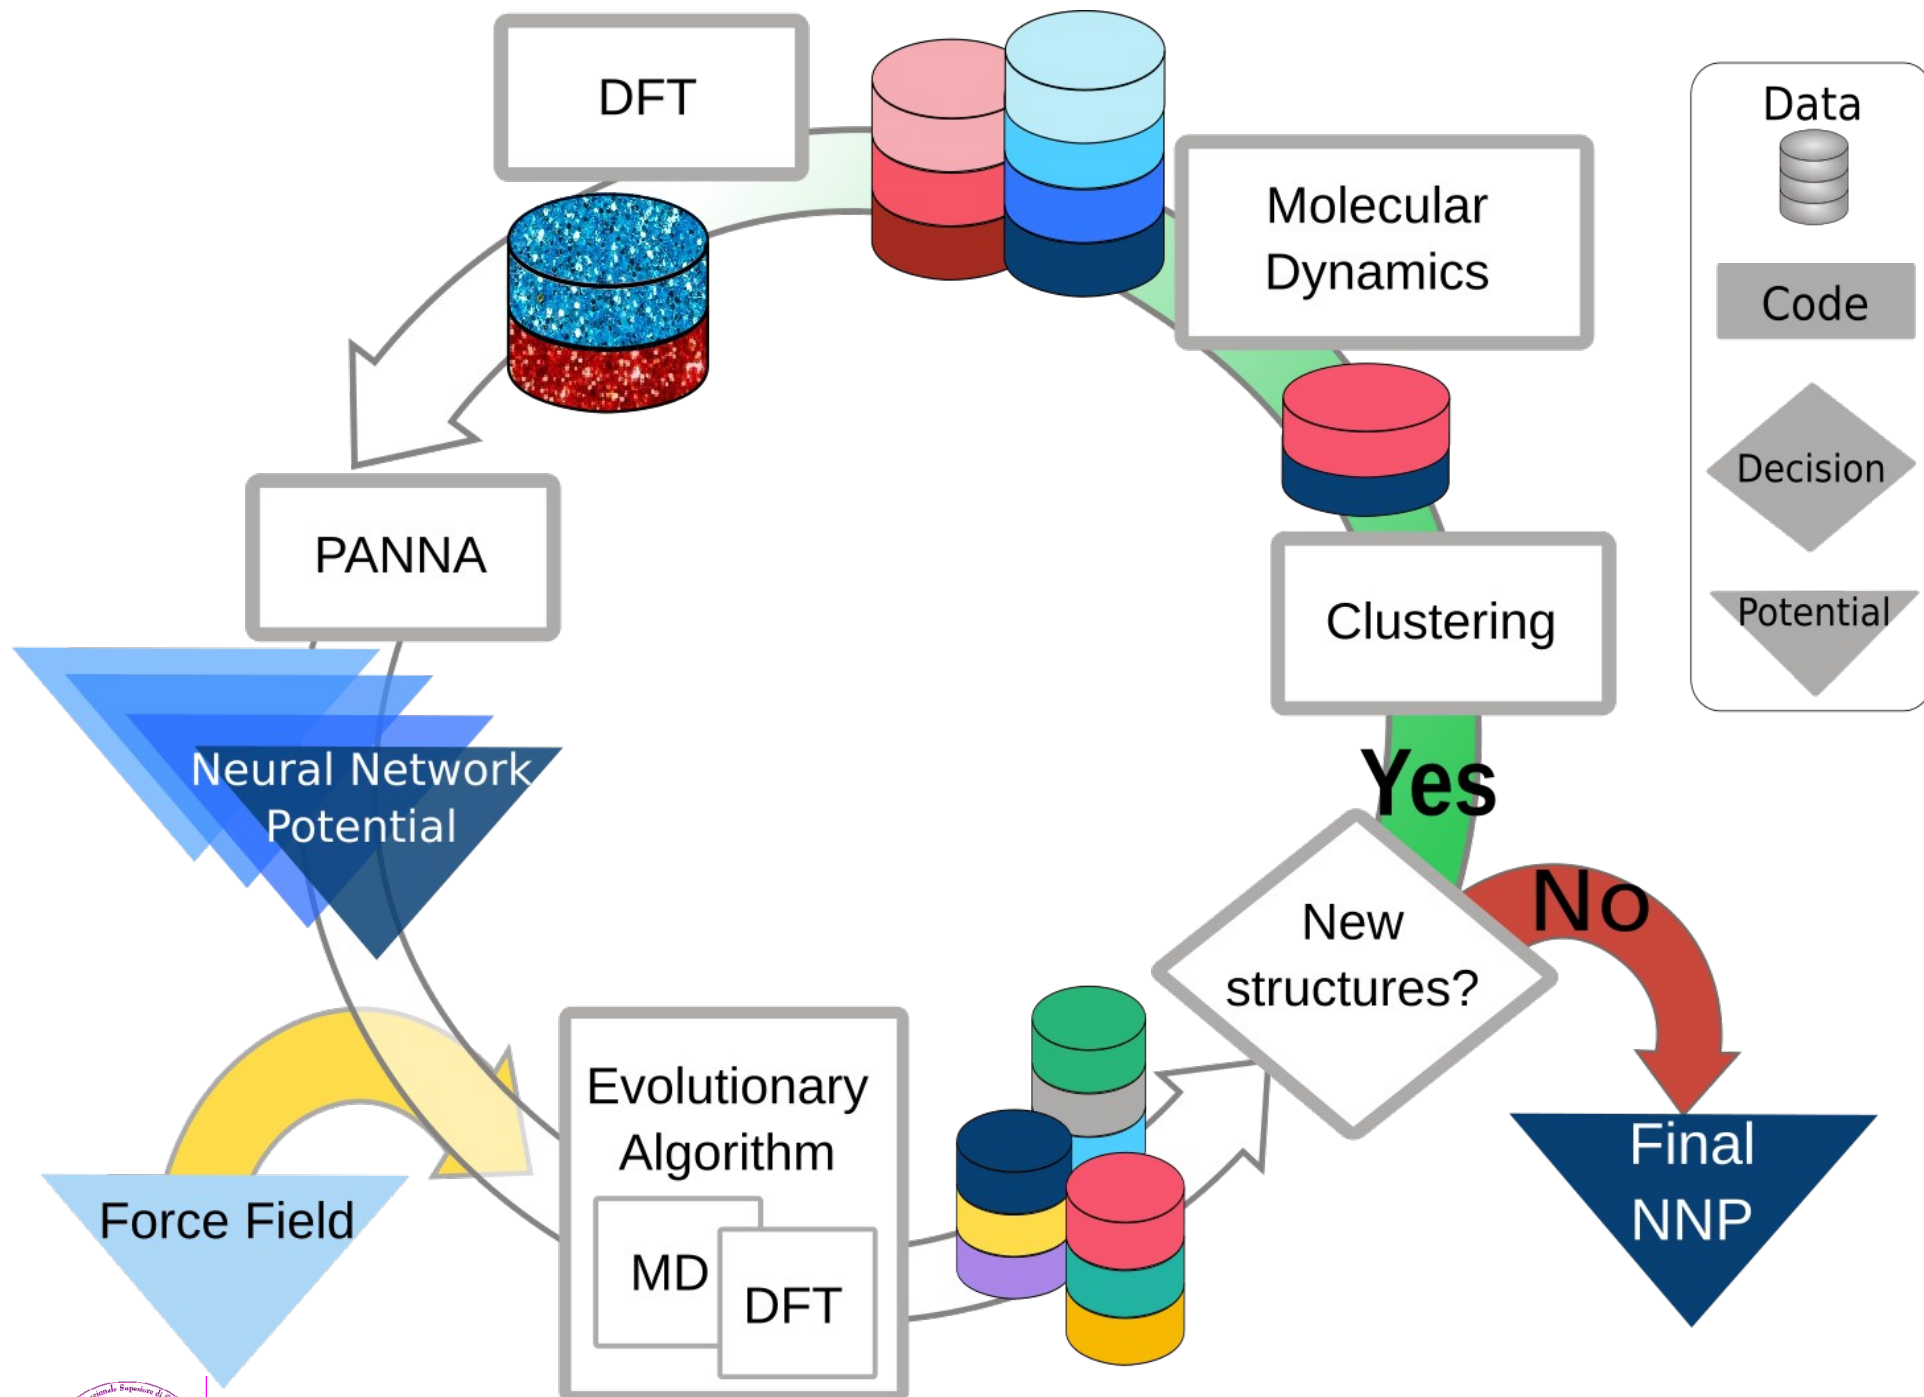 DFT
Molecular
Dynamics
Data
Code
Decision
Potential
PANNA
Clustering
Yes
Neural Network
Potential
New
structures?
No
Evolutionary
Algorithm
MD
DFT
Force Field
Final
NNP